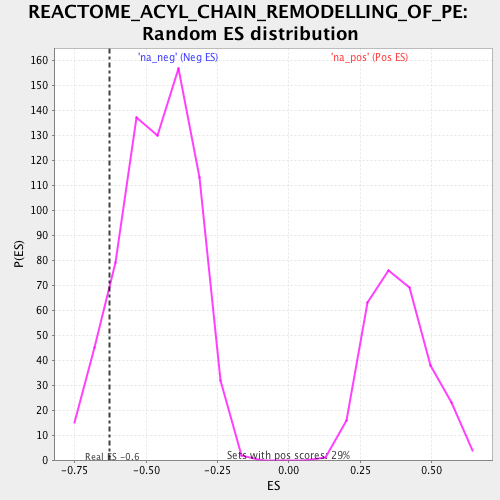 REACTOME_ACYL_CHAIN_REMODELLING_OF_PE:
Random ES distribution
'na_neg' (Neg ES)
'na_pos' (Pos ES)
160
150
140
130
120
110
100
90
80
70
60
50
40
30
20
10
0
P(ES)
Real ES -0.6
Sets with pos scores: 29%
-0.75
-0.50
-0.25
0.00
0.25
0.50
ES